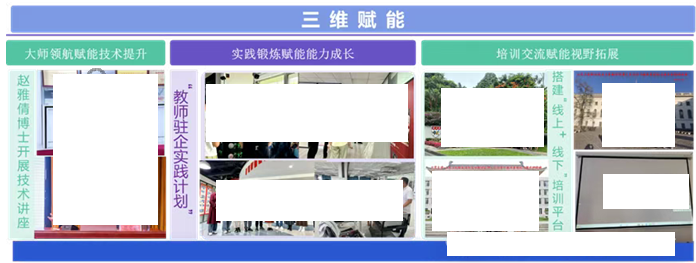 三维赋能
大师领航赋能技术提升
实践锻炼赋能能力成长
培训交流赋能视野拓展
赵雅倩博士开展技术讲座
“教师驻企实践计划”
搭建“线上+线下”培训平台